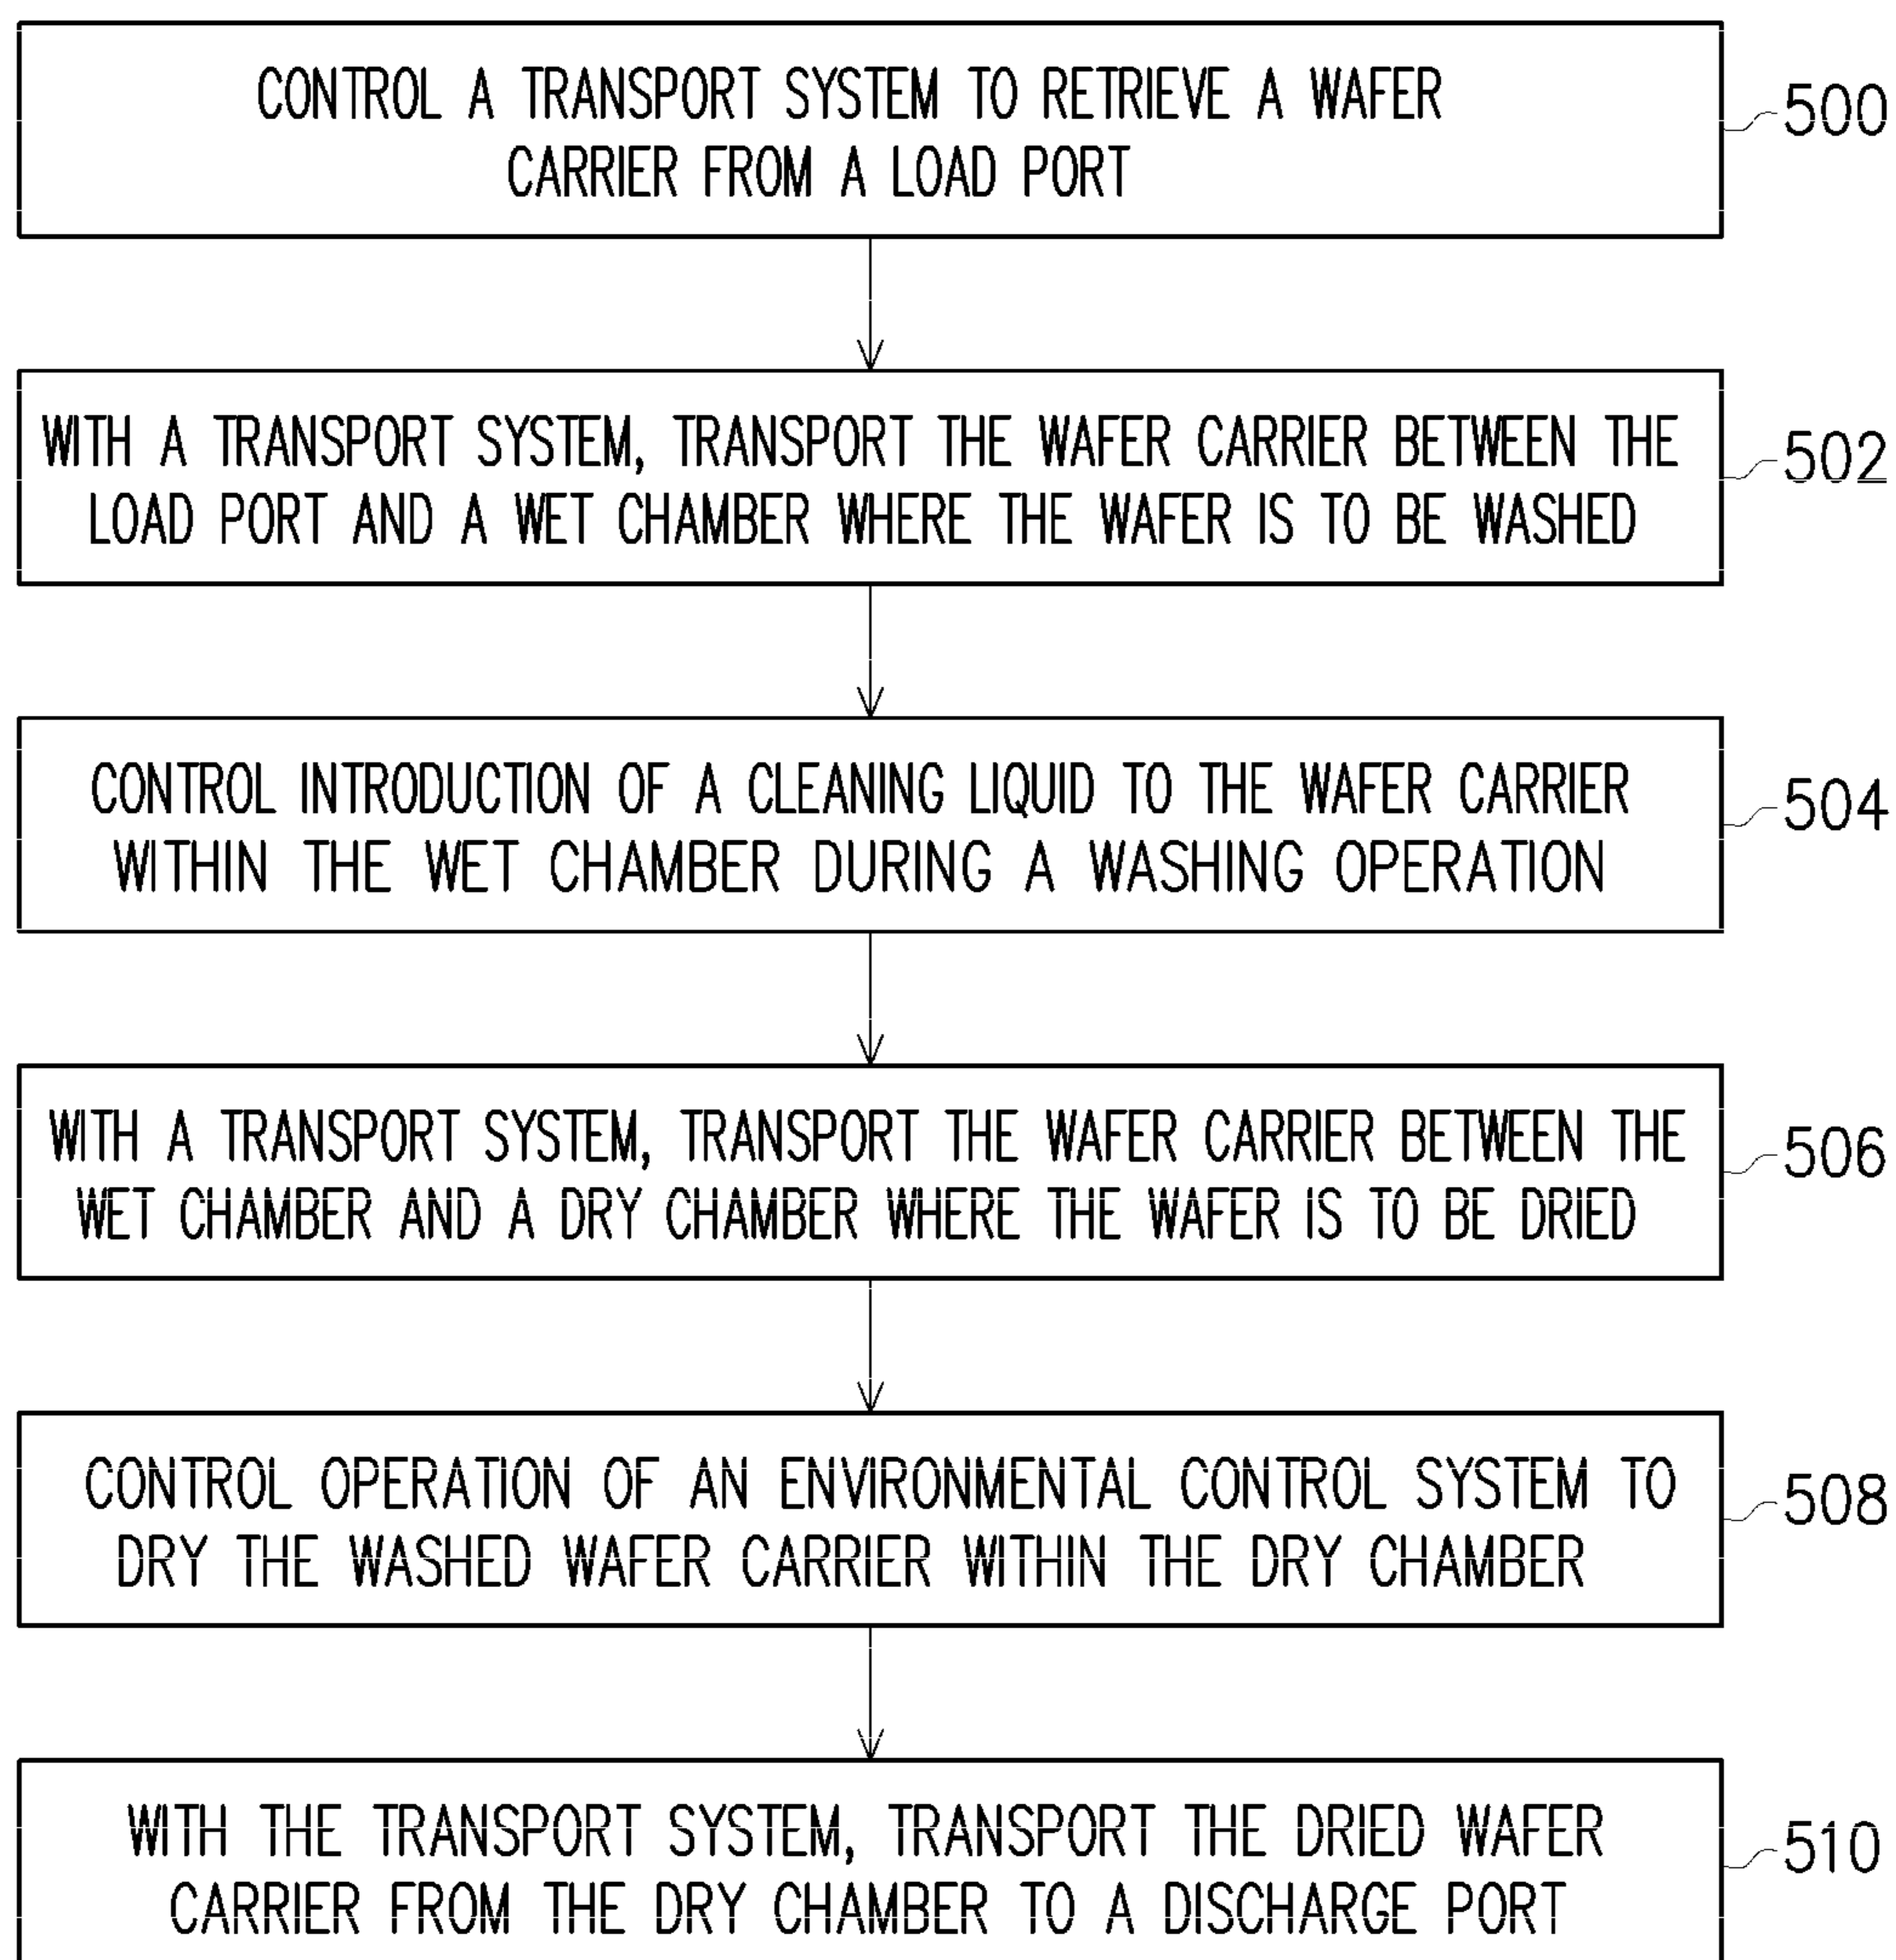 CONTROL A TRANSPORT SYSTEM TO RETRIEVE A WAFER
CARRIER FROM A LOAD PORT
500
WITH A TRANSPORT SYSTEM, TRANSPORT THE WAFER CARRIER BETWEEN THE
LOAD PORT AND A WET CHAMBER WHERE THE WAFER IS TO BE WASHED
502
CONTROL INTRODUCTION OF A CLEANING LIQUID TO THE WAFER CARRIER
WITHIN THE WET CHAMBER DURING A WASHING OPERATION
504
WITH A TRANSPORT SYSTEM, TRANSPORT THE WAFER CARRIER BETWEEN THE
WET CHAMBER AND A DRY CHAMBER WHERE THE WAFER IS TO BE DRIED
506
CONTROL OPERATION OF AN ENVIRONMENTAL CONTROL SYSTEM TO
DRY THE WASHED WAFER CARRIER WITHIN THE DRY CHAMBER
508
WITH THE TRANSPORT SYSTEM, TRANSPORT THE DRIED WAFER
CARRIER FROM THE DRY CHAMBER TO A DISCHARGE PORT
510